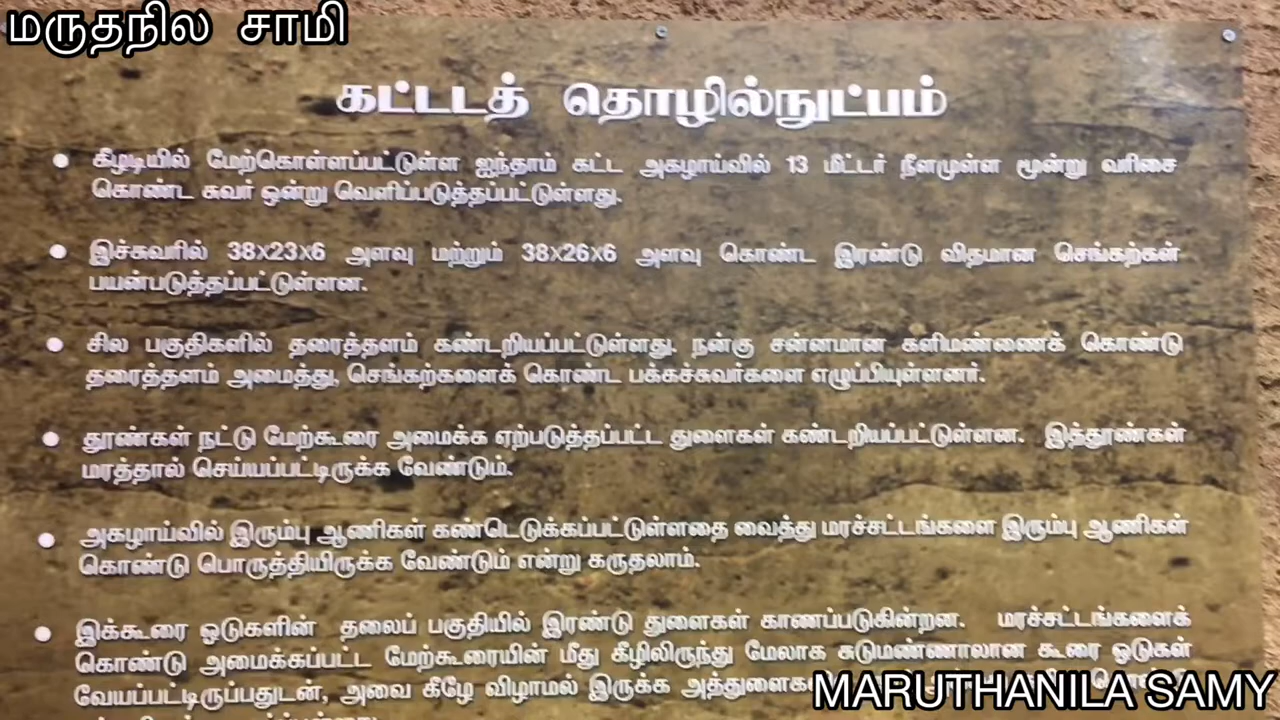 மருதநில சாமி
கட்டடத் தொழில்நுட்பம்
• கீழடியில் மேற்கொள்ளப்பட்டுள்ள ஐந்தாம் கட்ட அகழாய்வில் 13 மீட்டர் நீளமுள்ள மூன்று வரிசை
கொண்ட சுவர் ஒன்று வெளிப்படுத்தப்பட்டுள்ளது.
• இச்சுவரில் 38x23x6 அளவு மற்றும் 38x26x6 அளவு கொண்ட இரண்டு விதமான செங்கற்கள்
பயன்படுத்தப்பட்டுள்ளன.
• சில பகுதிகளில் தரைத்தளம் கண்டறியப்பட்டுள்ளது. நன்கு சன்னமான களிமண்ணைக் கொண்டு
தரைத்தளம் அமைத்து, செங்கற்களைக் கொண்ட பக்கச்சுவர்களை எழுப்பியுள்ளனர்.
• தூண்கள் நட்டு மேற்கூரை அமைக்க ஏற்படுத்தப்பட்ட துளைகள் கண்டறியப்பட்டுள்ளன. இத்தூண்கள்
மரத்தால் செய்யப்பட்டிருக்க வேண்டும்.
• அகழாய்வில் இரும்பு ஆணிகள் கண்டெடுக்கப்பட்டுள்ளதை வைத்து மரச்சட்டங்களை இரும்பு ஆணிகள்
கொண்டு பொருத்தியிருக்க வேண்டும் என்று கருதலாம்.
• இக்கூரை ஓடுகளின் தலைப் பகுதியில் இரண்டு துளைகள் காணப்படுகின்றன. மரச்சட்டங்களைக்
கொண்டு அமைக்கப்பட்ட மேற்கூரையின் மீது கீழிலிருந்து மேலாக சுடுமண்ணாலான கூரை ஓடுகள்
வேயப்பட்டிருப்பதுடன், அவை கீழே விழாமல் இருக்க
MARUTHANILA SAMY